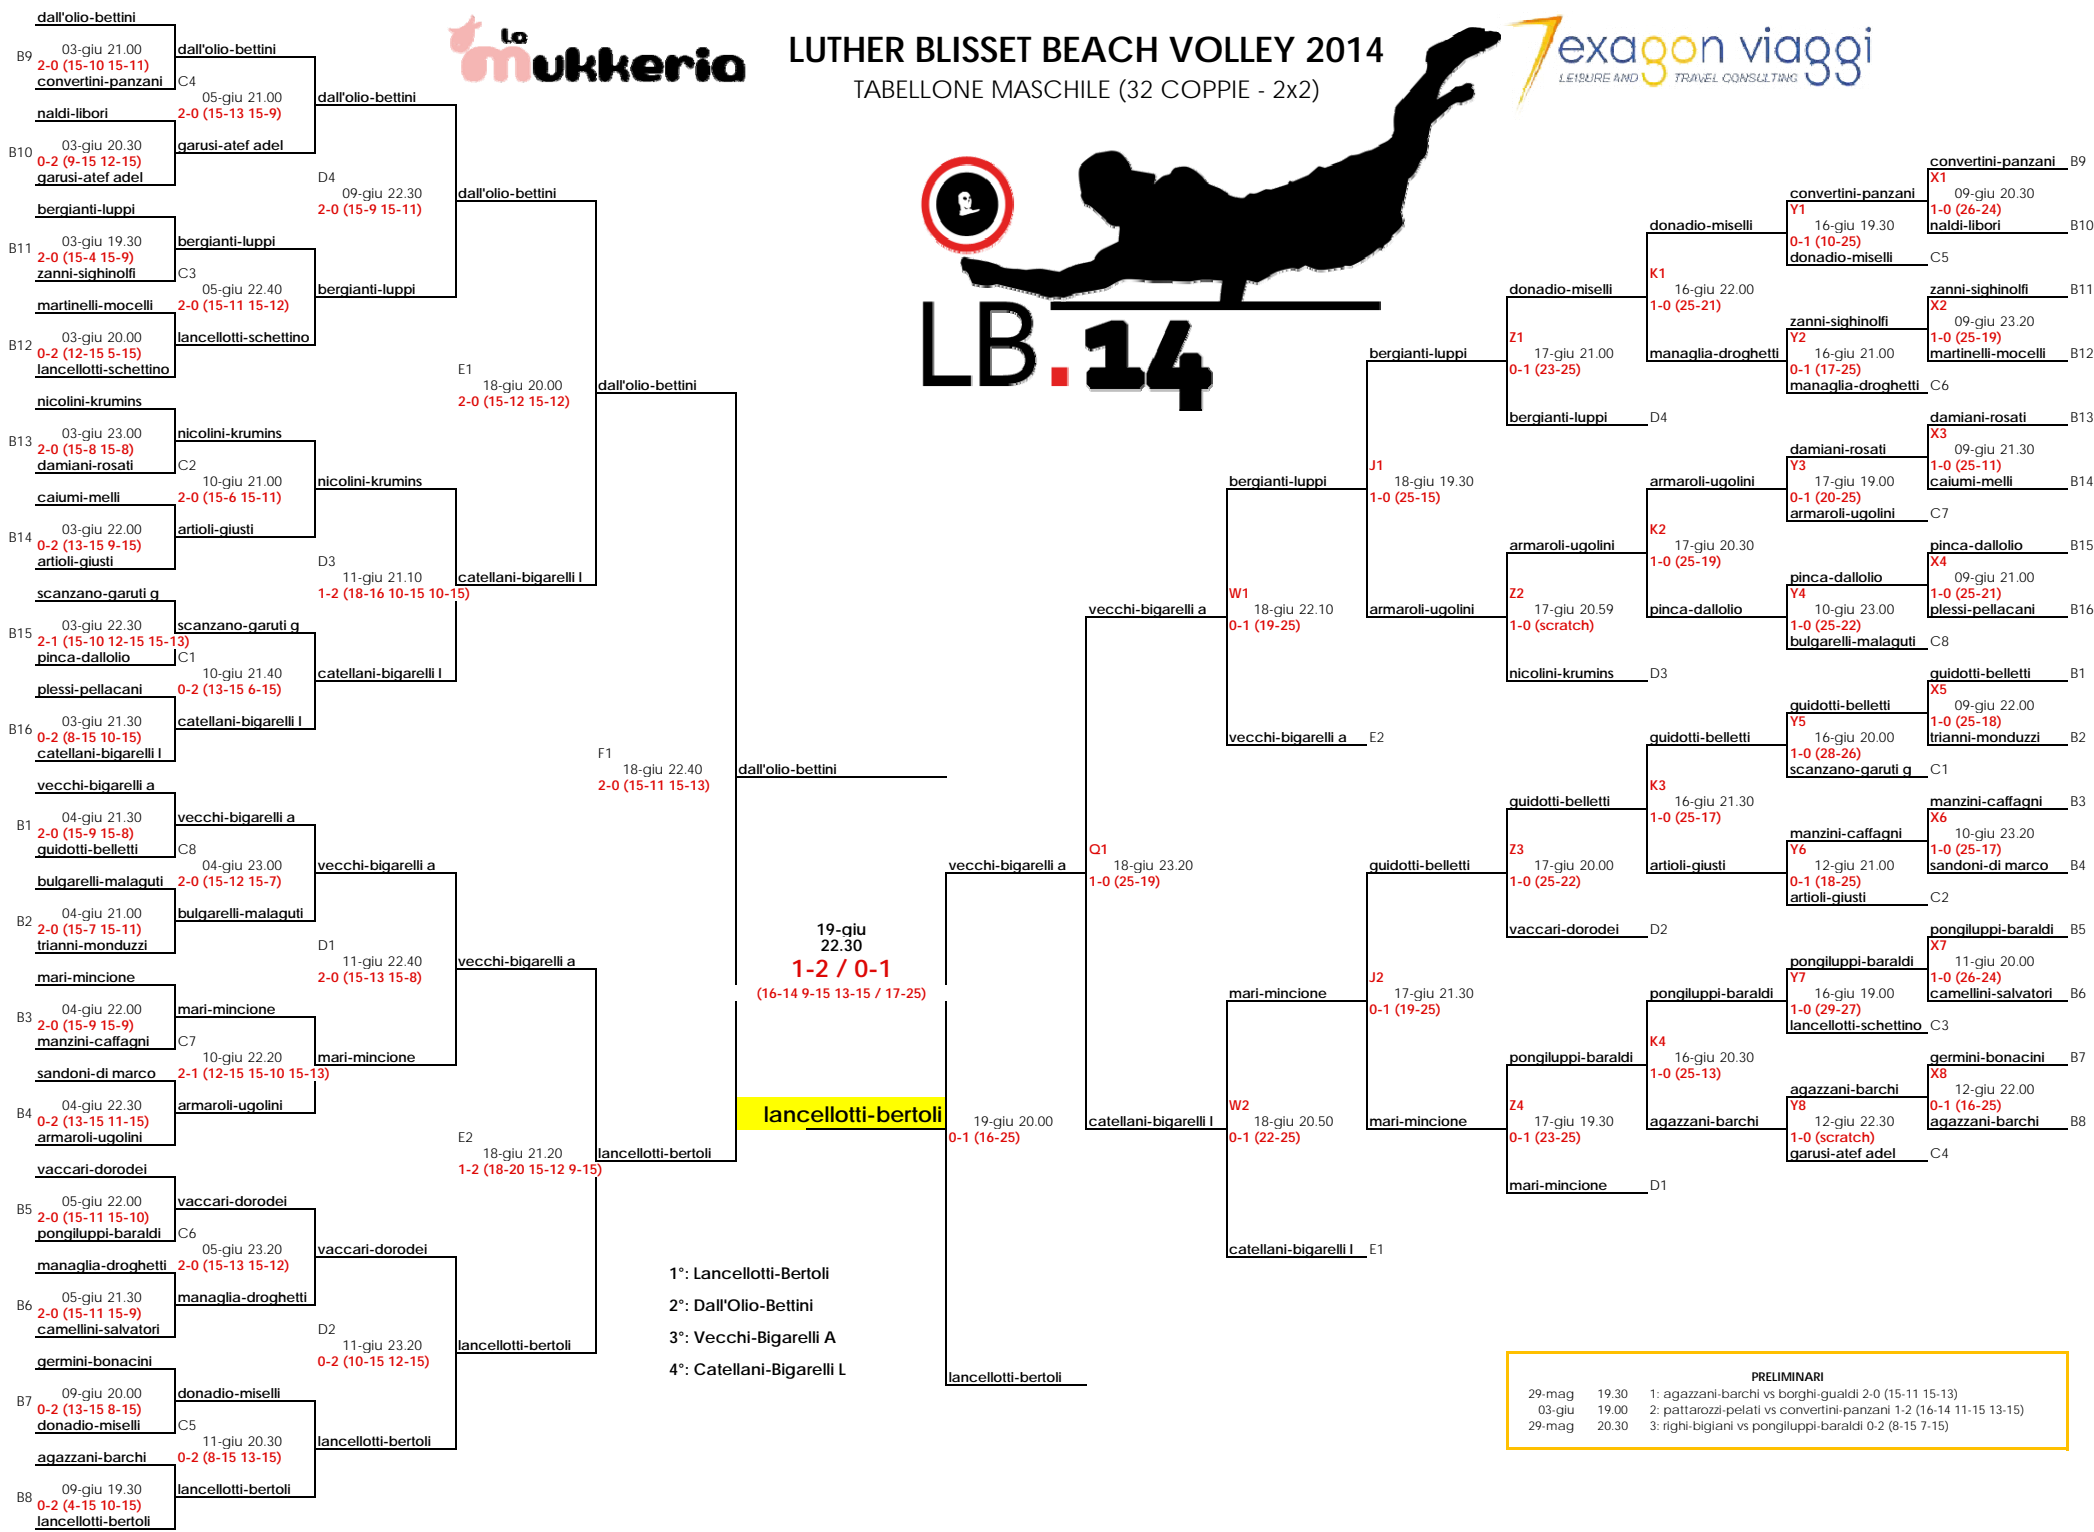 la mukkeria
LUTHER BLISSET BEACH VOLLEY 2014
TABELLONE MASCHILE (32 COPPIE - 2x2)
7exagon viaggi
LEISURE AND TRAVEL CONSULTING
LB.14
dall'olio-bettini
B9
03-giu 21.00
2-0 (15-10 15-11)
convertini-panzani
naldi-libori
B10
03-giu 20.30
0-2 (9-15 12-15)
garusi-atef adel
bergianti-luppi
B11
03-giu 19.30
2-0 (15-4 15-9)
zanni-sighinolfi
martinelli-mocelli
B12
03-giu 20.00
0-2 (12-15 5-15)
lancellotti-schettino
nicolini-krumins
B13
03-giu 23.00
2-0 (15-8 15-8)
damiani-rosati
caiumi-melli
B14
03-giu 22.00
0-2 (13-15 9-15)
artioli-giusti
scanzano-garuti g
B15
03-giu 22.30
2-1 (15-10 12-15 15-13)
pinca-dallolio
plessi-pellacani
B16
03-giu 21.30
0-2 (8-15 10-15)
catellani-bigarelli l
vecchi-bigarelli a
B1
04-giu 21.30
2-0 (15-9 15-8)
guidotti-belletti
bulgarelli-malaguti
B2
04-giu 21.00
2-0 (15-7 15-11)
trianni-monduzzi
mari-mincione
B3
04-giu 22.00
2-0 (15-9 15-9)
manzini-caffagni
sandoni-di marco
B4
04-giu 22.30
0-2 (13-15 11-15)
armaroli-ugolini
vaccari-dorodei
B5
05-giu 22.00
2-0 (15-11 15-10)
pongiluppi-baraldi
managlia-droghetti
B6
05-giu 21.30
2-0 (15-11 15-9)
camellini-salvatori
germini-bonacini
B7
09-giu 20.00
0-2 (13-15 8-15)
donadio-miselli
agazzani-barchi
B8
09-giu 19.30
0-2 (4-15 10-15)
lancellotti-bertoli
dall'olio-bettini
C4
05-giu 21.00
2-0 (15-13 15-9)
garusi-atef adel
bergianti-luppi
C3
05-giu 22.40
2-0 (15-11 15-12)
lancellotti-schettino
nicolini-krumins
C2
10-giu 21.00
2-0 (15-6 15-11)
artioli-giusti
scanzano-garuti g
C1
10-giu 21.40
0-2 (13-15 6-15)
catellani-bigarelli l
vecchi-bigarelli a
C8
04-giu 23.00
2-0 (15-12 15-7)
bulgarelli-malaguti
mari-mincione
C7
10-giu 22.20
2-1 (12-15 15-10 15-13)
armaroli-ugolini
vaccari-dorodei
C6
05-giu 23.20
2-0 (15-13 15-12)
managlia-droghetti
donadio-miselli
C5
11-giu 20.30
0-2 (8-15 13-15)
lancellotti-bertoli
dall'olio-bettini
D4
09-giu 22.30
2-0 (15-9 15-11)
bergianti-luppi
nicolini-krumins
D3
11-giu 21.10
1-2 (18-16 10-15 10-15)
catellani-bigarelli l
vecchi-bigarelli a
D1
11-giu 22.40
2-0 (15-13 15-8)
mari-mincione
vaccari-dorodei
D2
11-giu 23.20
0-2 (10-15 12-15)
lancellotti-bertoli
dall'olio-bettini
E1
18-giu 20.00
2-0 (15-12 15-12)
catellani-bigarelli l
vecchi-bigarelli a
E2
18-giu 21.20
1-2 (18-20 15-12 9-15)
lancellotti-bertoli
dall'olio-bettini
F1
18-giu 22.40
2-0 (15-11 15-13)
lancellotti-bertoli
dall'olio-bettini
19-giu
22.30
1-2 / 0-1
(16-14 9-15 13-15 / 17-25)
lancellotti-bertoli
1°: Lancellotti-Bertoli
2°: Dall'Olio-Bettini
3°: Vecchi-Bigarelli A
4°: Catellani-Bigarelli L
vecchi-bigarelli a
19-giu 20.00
0-1 (16-25)
lancellotti-bertoli
vecchi-bigarelli a
Q1
18-giu 23.20
1-0 (25-19)
catellani-bigarelli l
bergianti-luppi
W1
18-giu 22.10
0-1 (19-25)
vecchi-bigarelli a E2
mari-mincione
W2
18-giu 20.50
0-1 (22-25)
catellani-bigarelli l E1
bergianti-luppi
J1
18-giu 19.30
1-0 (25-15)
armaroli-ugolini
guidotti-belletti
J2
17-giu 21.30
0-1 (19-25)
mari-mincione
donadio-miselli
Z1
17-giu 21.00
0-1 (23-25)
bergianti-luppi D4
armaroli-ugolini
Z2
17-giu 20.59
1-0 (scratch)
nicolini-krumins D3
guidotti-belletti
Z3
17-giu 20.00
1-0 (25-22)
vaccari-dorodei D2
pongiluppi-baraldi
Z4
17-giu 19.30
0-1 (23-25)
mari-mincione D1
donadio-miselli
K1
16-giu 22.00
1-0 (25-21)
managlia-droghetti
armaroli-ugolini
K2
17-giu 20.30
1-0 (25-19)
pinca-dallolio
guidotti-belletti
K3
16-giu 21.30
1-0 (25-17)
artioli-giusti
pongiluppi-baraldi
K4
16-giu 20.30
1-0 (25-13)
agazzani-barchi
convertini-panzani
Y1
16-giu 19.30
0-1 (10-25)
donadio-miselli C5
zanni-sighinolfi
Y2
16-giu 21.00
0-1 (17-25)
managlia-droghetti C6
damiani-rosati
Y3
17-giu 19.00
0-1 (20-25)
armaroli-ugolini C7
pinca-dallolio
Y4
10-giu 23.00
1-0 (25-22)
bulgarelli-malaguti C8
guidotti-belletti
Y5
16-giu 20.00
1-0 (28-26)
scanzano-garuti g C1
manzini-caffagni
Y6
12-giu 21.00
0-1 (18-25)
artioli-giusti C2
pongiluppi-baraldi
Y7
16-giu 19.00
1-0 (29-27)
lancellotti-schettino C3
agazzani-barchi
Y8
12-giu 22.30
1-0 (scratch)
garusi-atef adel C4
convertini-panzani B9
X1
09-giu 20.30
1-0 (26-24)
naldi-libori B10
zanni-sighinolfi B11
X2
09-giu 23.20
1-0 (25-19)
martinelli-mocelli B12
damiani-rosati B13
X3
09-giu 21.30
1-0 (25-11)
caiumi-melli B14
pinca-dallolio B15
X4
09-giu 21.00
1-0 (25-21)
plessi-pellacani B16
guidotti-belletti B1
X5
09-giu 22.00
1-0 (25-18)
trianni-monduzzi B2
manzini-caffagni B3
X6
10-giu 23.20
1-0 (25-17)
sandoni-di marco B4
pongiluppi-baraldi B5
X7
11-giu 20.00
1-0 (26-24)
camellini-salvatori B6
germini-bonacini B7
X8
12-giu 22.00
0-1 (16-25)
agazzani-barchi B8
PRELIMINARI
29-mag 19.30 1: agazzani-barchi vs borghi-gualdi 2-0 (15-11 15-13)
03-giu 19.00 2: pattarozzi-pelati vs convertini-panzani 1-2 (16-14 11-15 13-15)
29-mag 20.30 3: righi-bigiani vs pongiluppi-baraldi 0-2 (8-15 7-15)